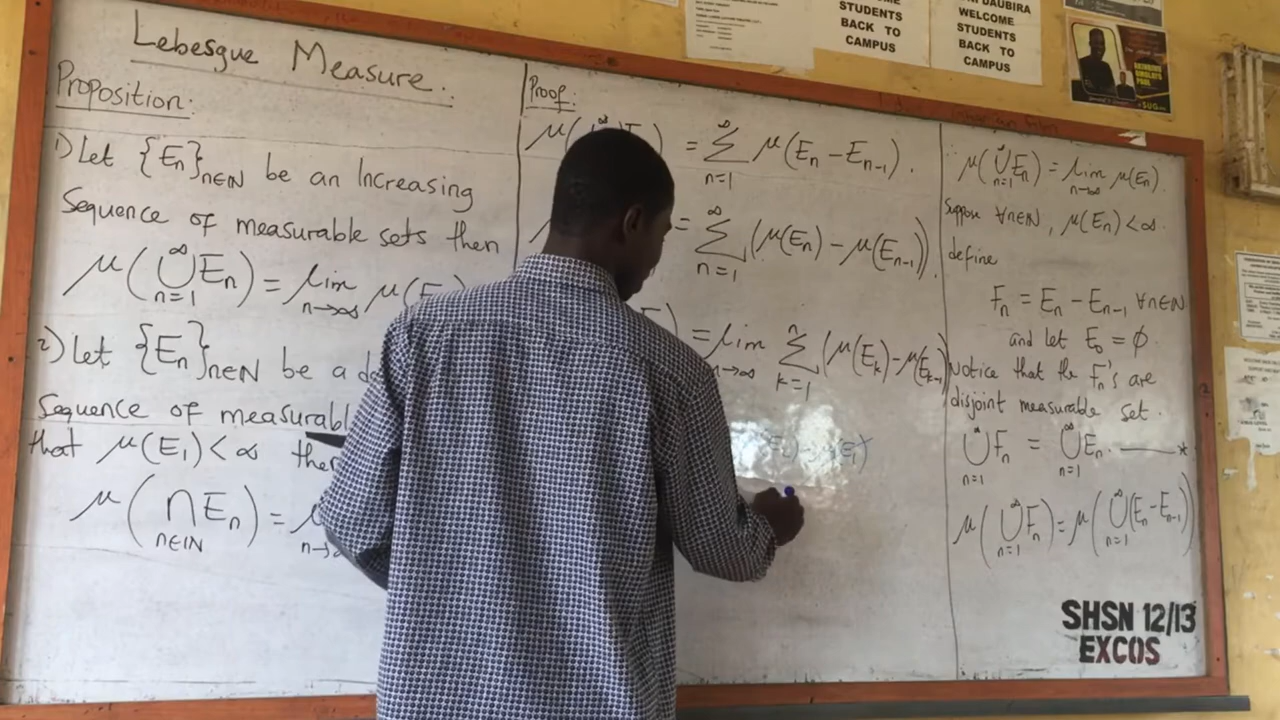 Lebesgue Measure.
Proposition:
1) Let {En}n∈N be an Increasing
Sequence of measurable sets then
μ(∪n=1^∞ En) = lim n→∞ μ(E
2) Let {En}n∈N be a d
Sequence of measurabl
that μ(E1) < ∞ the
μ(∩n∈N En) = μ
n→∞
Proof:
μ( ∞ = Σn=1^∞ μ(En − En-1).
= Σn=1^∞ (μ(En) − μ(En-1)).
) = lim n→∞ Σk=1^n (μ(Ek) − μ(Ek-1)
∴ μ(∪n=1^∞ En) = lim n→∞ μ(En).
Suppose ∀n∈N, μ(En) < ∞.
define
Fn = En − En-1 ∀n∈N
and let E0 = ∅.
Notice that the Fn's are
disjoint measurable set.
∪n=1^∞ Fn = ∪n=1^∞ En. ——*
μ(∪n=1^∞ Fn) = μ(∪n=1^∞ (En − En-1))
SHSN 12/13
EXCOS
STUDENTS
BACK TO
CAMPUS
DAUBIRA
WELCOME
STUDENTS
BACK TO
CAMPUS